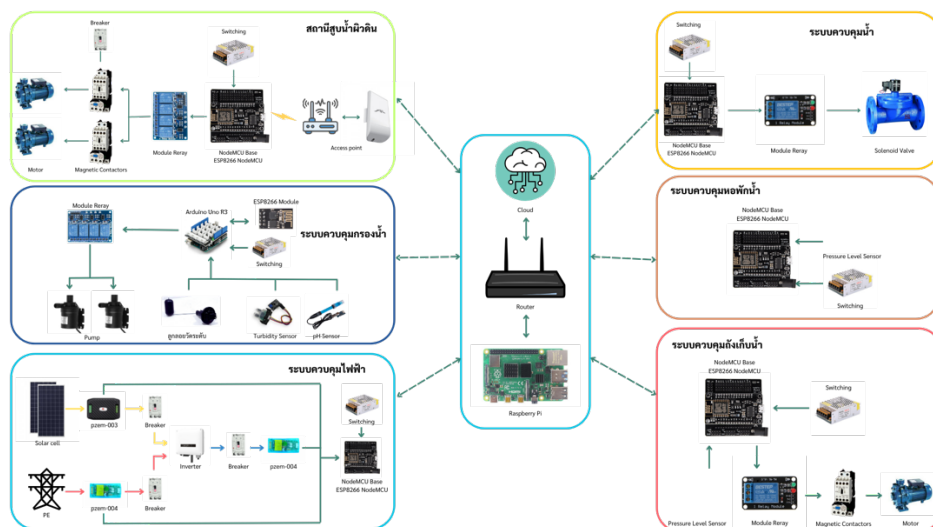 สถานีสูบน้ำผิวดิน
Breaker
Switching
Motor
Magnetic Contactors
Module Reray
NodeMCU Base
ESP8266 NodeMCU
Access point
ระบบควบคุมกรองน้ำ
Module Reray
Arduino Uno R3
ESP8266 Module
Switching
Pump
ลูกลอยวัดระดับ
Turbidity Sensor
pH Sensor
ระบบควบคุมไฟฟ้า
Solar cell
pzem-003
Breaker
Switching
Inverter
Breaker
pzem-004
NodeMCU Base
ESP8266 NodeMCU
PE
pzem-004
Breaker
Cloud
Router
Raspberry Pi
ระบบควบคุมน้ำ
Switching
NodeMCU Base
ESP8266 NodeMCU
Module Reray
Solenoid Valve
ระบบควบคุมหอพักน้ำ
NodeMCU Base
ESP8266 NodeMCU
Pressure Level Sensor
Switching
ระบบควบคุมถังเก็บน้ำ
NodeMCU Base
ESP8266 NodeMCU
Switching
Pressure Level Sensor
1 Relay Module
Module Reray
Magnetic Contactors
Motor